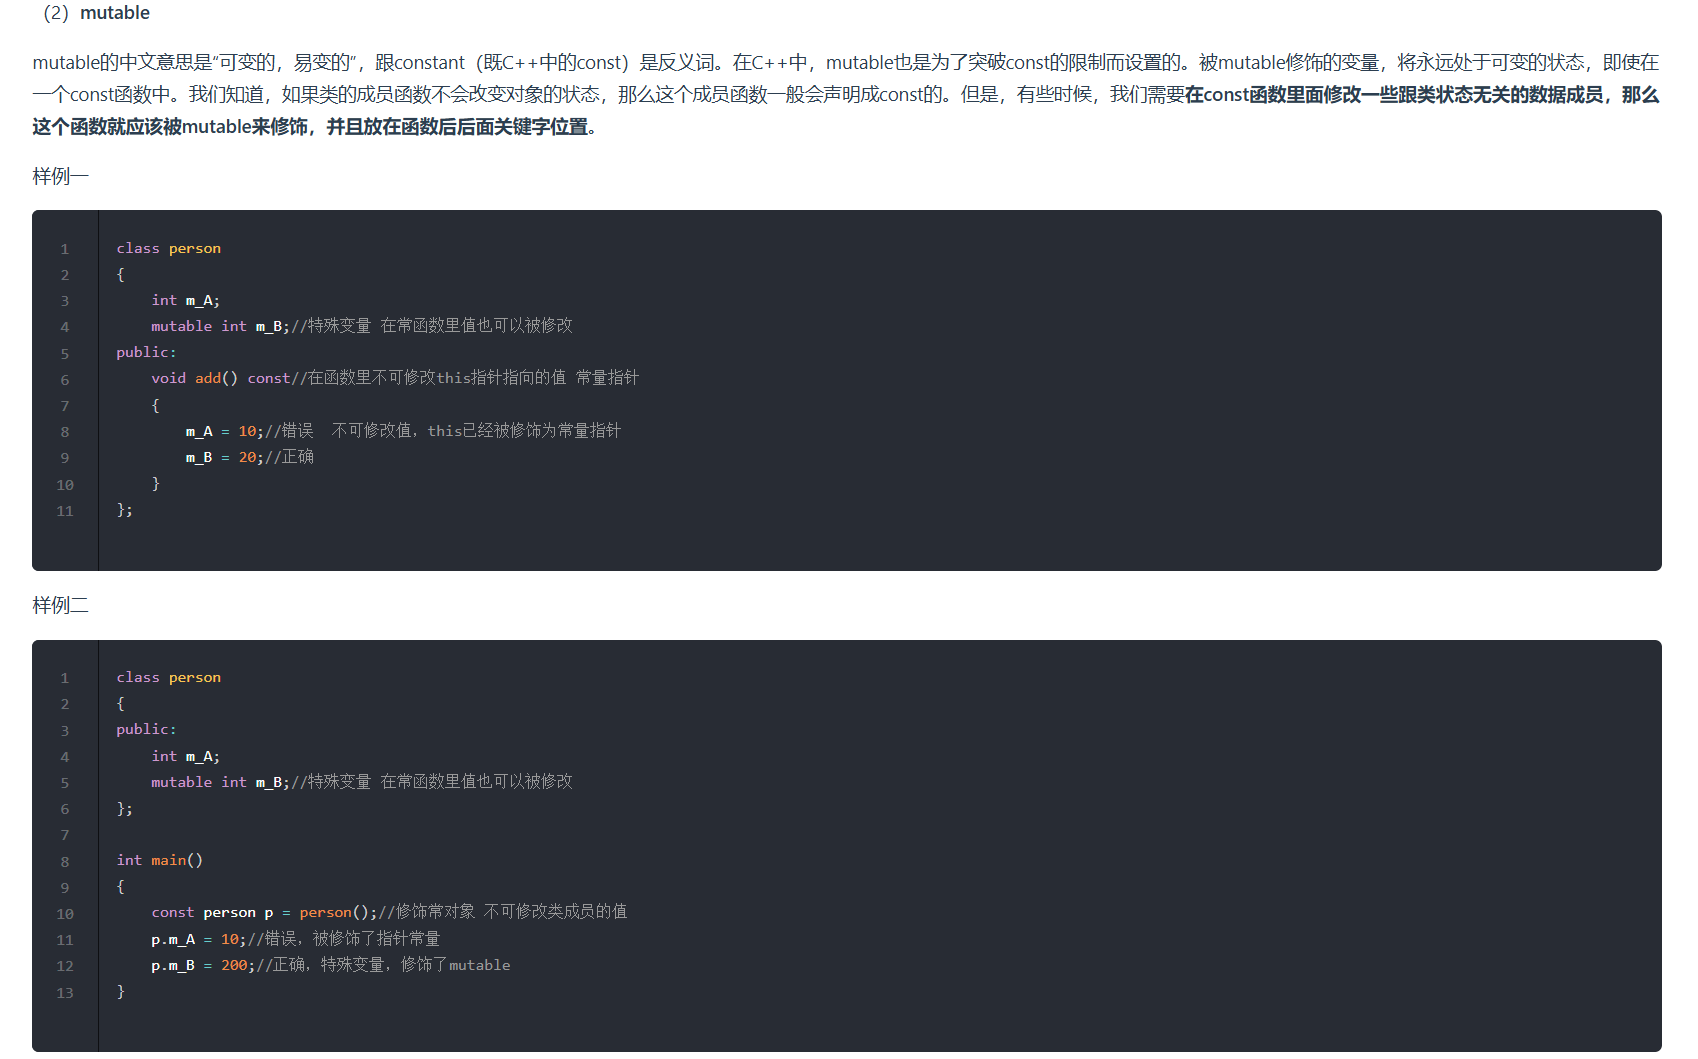 （2）mutable
mutable的中文意思是“可变的，易变的”，跟constant（既C++中的const）是反义词。在C++中，mutable也是为了突破const的限制而设置的。被mutable修饰的变量，将永远处于可变的状态，即使在
一个const函数中。我们知道，如果类的成员函数不会改变对象的状态，那么这个成员函数一般会声明成const的。但是，有些时候，我们需要在const函数里面修改一些跟类状态无关的数据成员，那么
这个函数就应该被mutable来修饰，并且放在函数后后面关键字位置。
样例一
1 class person
2 {
3     int m_A;
4     mutable int m_B;//特殊变量 在常函数里值也可以被修改
5 public:
6     void add() const//在函数里不可修改this指针指向的值 常量指针
7     {
8         m_A = 10;//错误  不可修改值，this已经被修饰为常量指针
9         m_B = 20;//正确
10     }
11 };
样例二
1 class person
2 {
3 public:
4     int m_A;
5     mutable int m_B;//特殊变量 在常函数里值也可以被修改
6 };
7
8 int main()
9 {
10     const person p = person();//修饰常对象 不可修改类成员的值
11     p.m_A = 10;//错误，被修饰了指针常量
12     p.m_B = 200;//正确，特殊变量，修饰了mutable
13 }